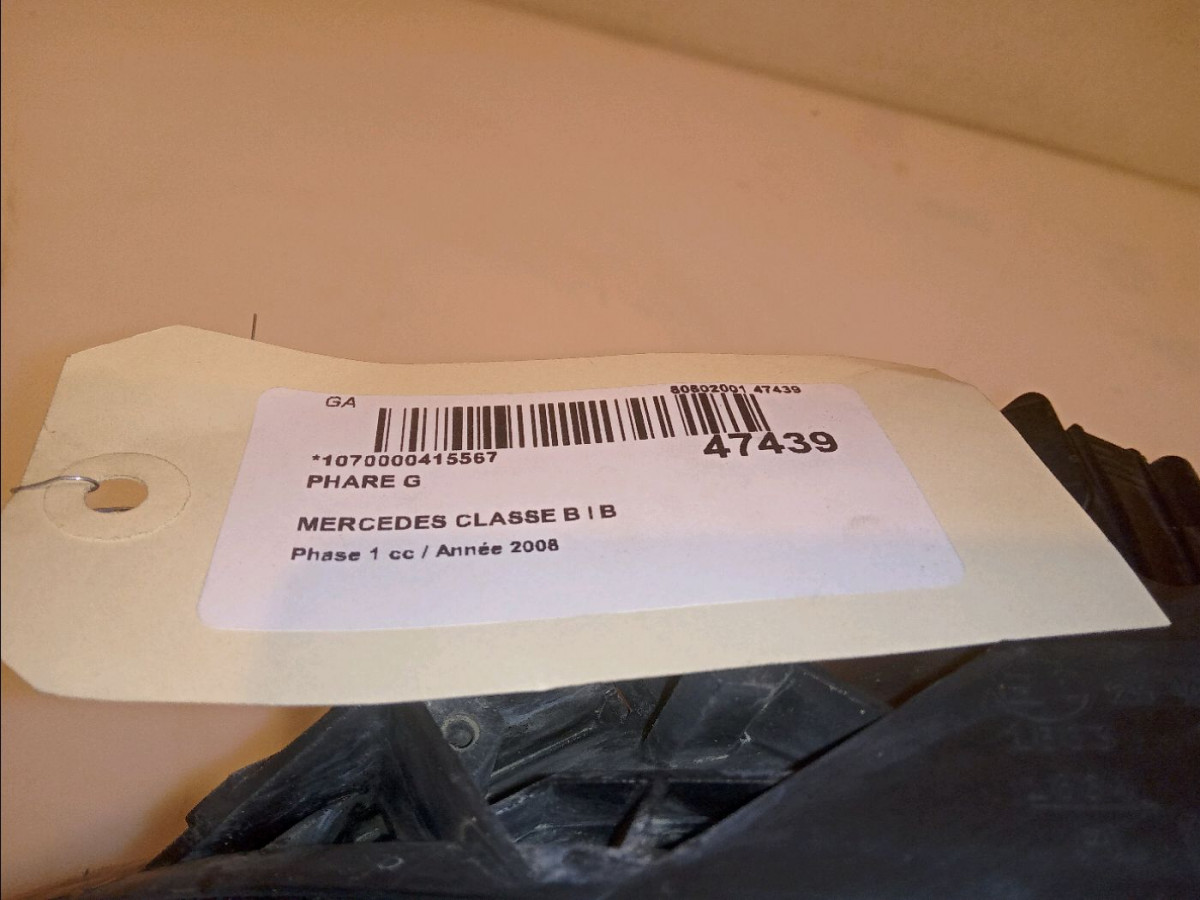 GA
80802001 47439
*1070000415567
47439
PHARE G
MERCEDES CLASSE B I B
Phase 1 cc / Année 2008